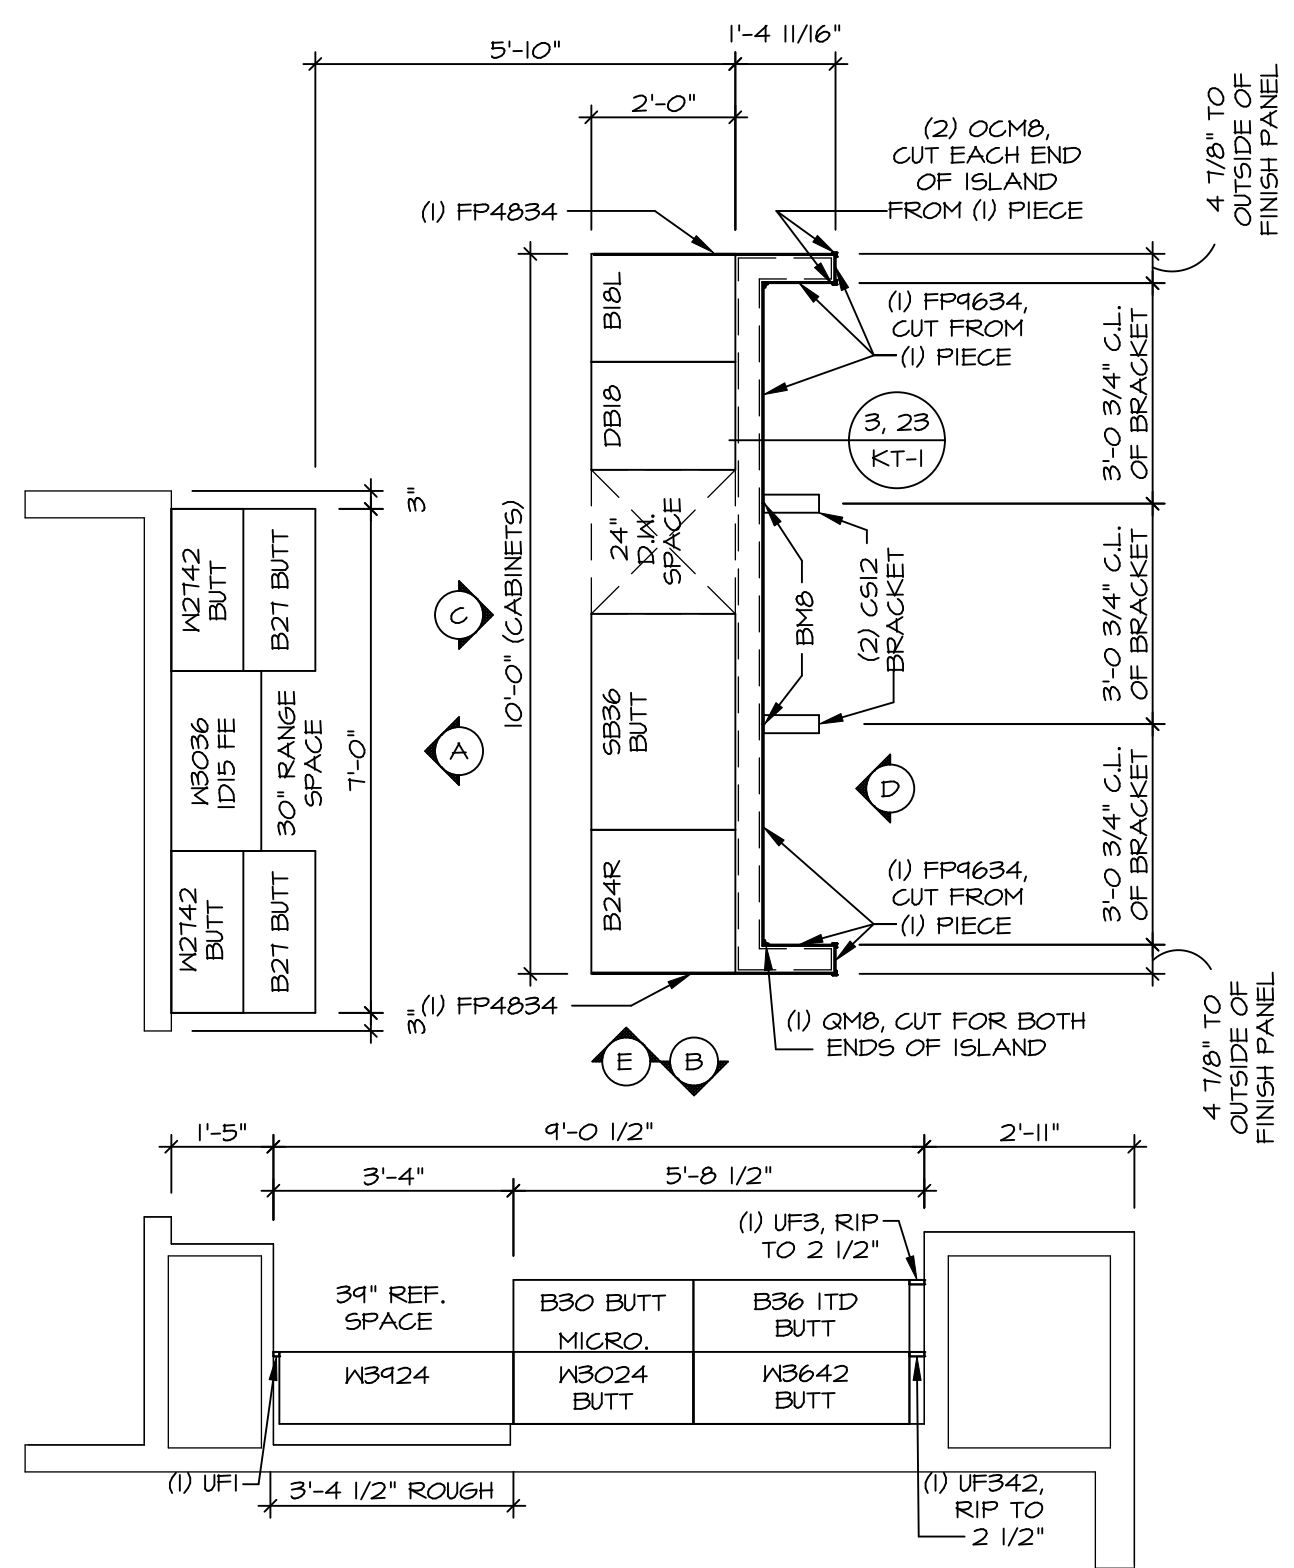 5'-10"
1'-4 11/16"
2'-0"
(2) OCM8,
CUT EACH END
OF ISLAND
FROM (1) PIECE
4 7/8" TO
OUTSIDE OF
FINISH PANEL
(1) FP4834
B18L
(1) FP9634,
CUT FROM
(1) PIECE
3'-0 3/4" C.L.
OF BRACKET
DB18
3, 23
KT-1
3"
10'-0" (CABINETS)
24"
D.W.
SPACE
W2742
BUTT
B27 BUTT
C
BM8
(2) CS12
BRACKET
3'-0 3/4" C.L.
OF BRACKET
W3036
1D15 FE
30" RANGE
SPACE
7'-0"
A
SB36
BUTT
D
3'-0 3/4" C.L.
OF BRACKET
W2742
BUTT
B27 BUTT
B24R
(1) FP9634,
CUT FROM
(1) PIECE
3"
(1) FP4834
(1) QM8, CUT FOR BOTH
ENDS OF ISLAND
4 7/8" TO
OUTSIDE OF
FINISH PANEL
E
B
1'-5"
9'-0 1/2"
2'-11"
3'-4"
5'-8 1/2"
(1) UF3, RIP
TO 2 1/2"
39" REF.
SPACE
B30 BUTT
MICRO.
B36 1TD
BUTT
W3924
W3024
BUTT
W3642
BUTT
(1) UF1
3'-4 1/2" ROUGH
(1) UF342,
RIP TO
2 1/2"